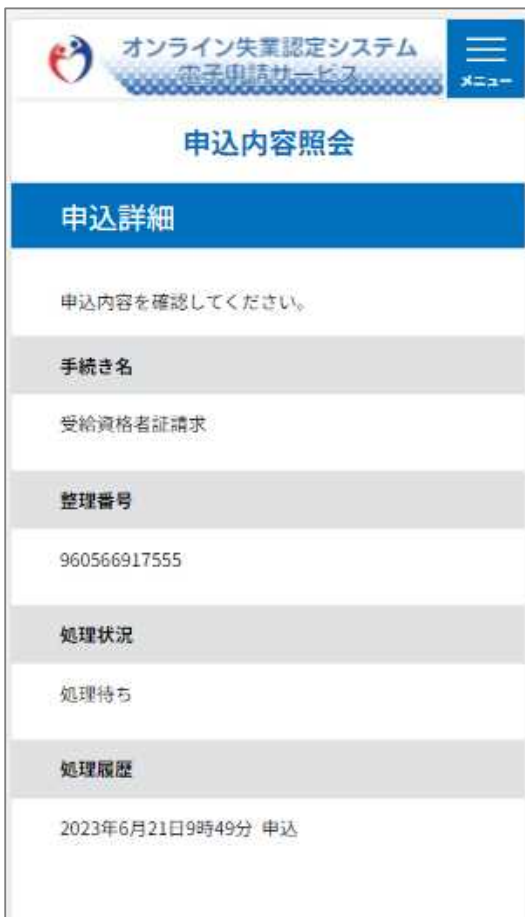 オンライン失業認定システム
電子申請サービス
メニュー
申込内容照会
申込詳細
申込内容を確認してください。
手続き名
受給資格者証請求
整理番号
960566917555
処理状況
処理待ち
処理履歴
2023年6月21日9時49分 申込